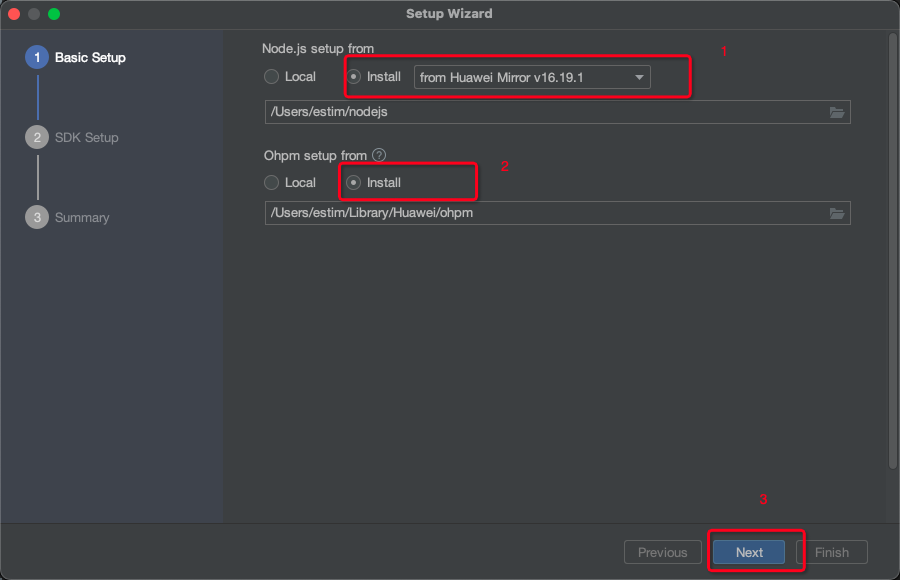 Setup Wizard
1 Basic Setup
2 SDK Setup
3 Summary
Node.js setup from
1
Local Install from Huawei Mirror v16.19.1
/Users/estim/nodejs
Ohpm setup from ?
2
Local Install
/Users/estim/Library/Huawei/ohpm
3
Previous Next Finish